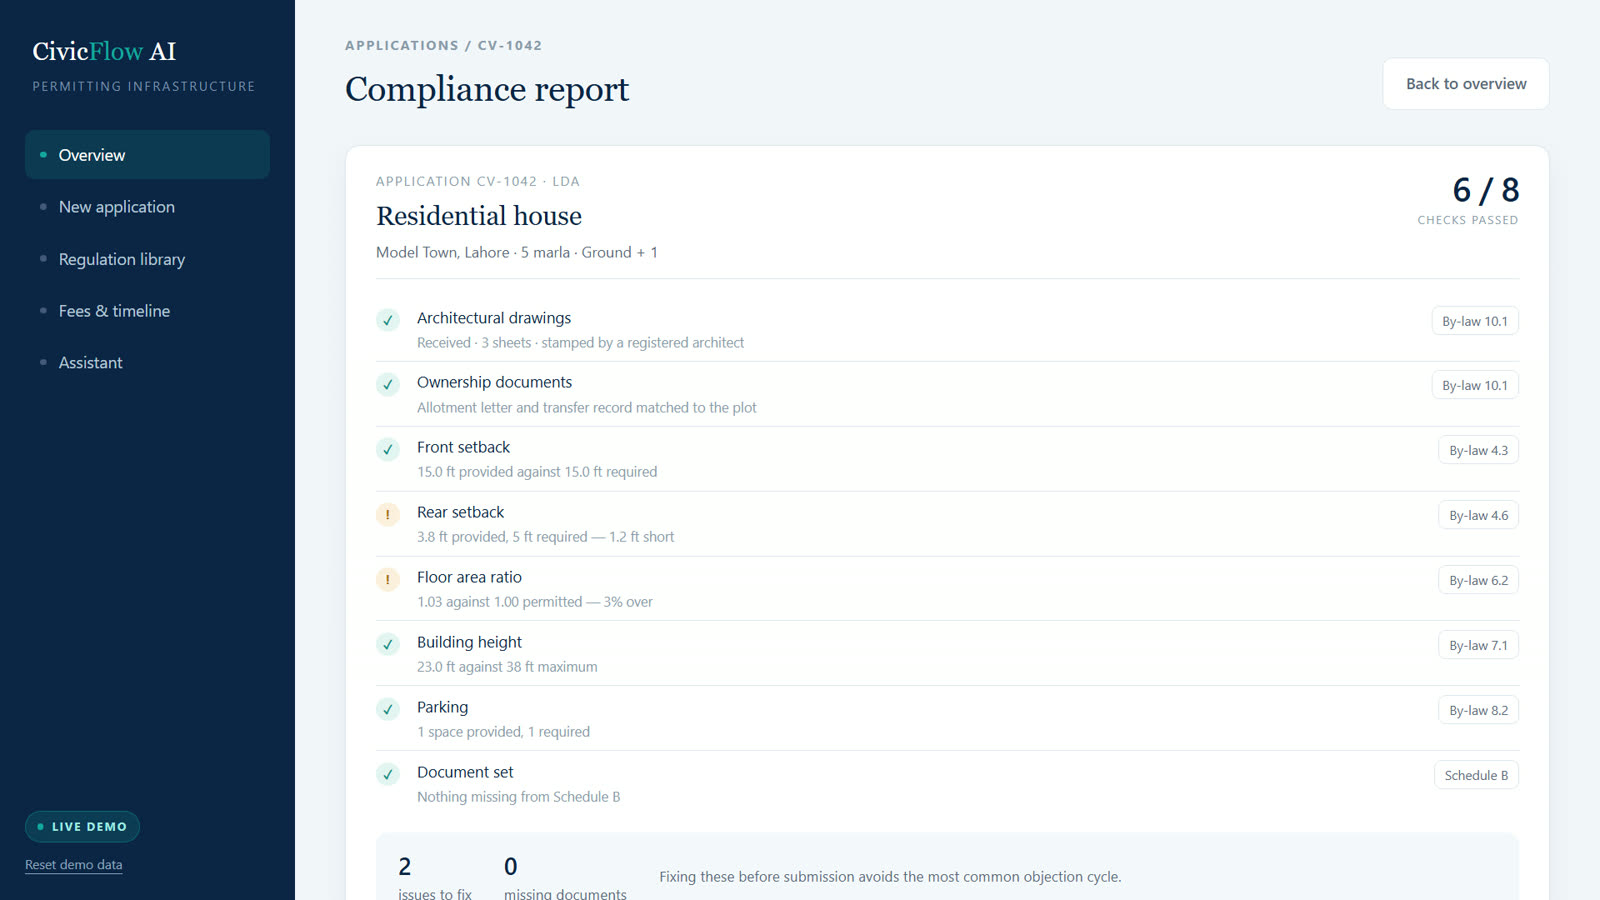 CivicFlow AI
PERMITTING INFRASTRUCTURE
Overview
New application
Regulation library
Fees & timeline
Assistant
LIVE DEMO
Reset demo data
APPLICATIONS / CV-1042
Compliance report
Back to overview
APPLICATION CV-1042 · LDA
Residential house
Model Town, Lahore · 5 marla · Ground + 1
6 / 8
CHECKS PASSED
✓ Architectural drawings
Received · 3 sheets · stamped by a registered architect
By-law 10.1
✓ Ownership documents
Allotment letter and transfer record matched to the plot
By-law 10.1
✓ Front setback
15.0 ft provided against 15.0 ft required
By-law 4.3
! Rear setback
3.8 ft provided, 5 ft required — 1.2 ft short
By-law 4.6
! Floor area ratio
1.03 against 1.00 permitted — 3% over
By-law 6.2
✓ Building height
23.0 ft against 38 ft maximum
By-law 7.1
✓ Parking
1 space provided, 1 required
By-law 8.2
✓ Document set
Nothing missing from Schedule B
Schedule B
2
issues to fix
0
missing documents
Fixing these before submission avoids the most common objection cycle.